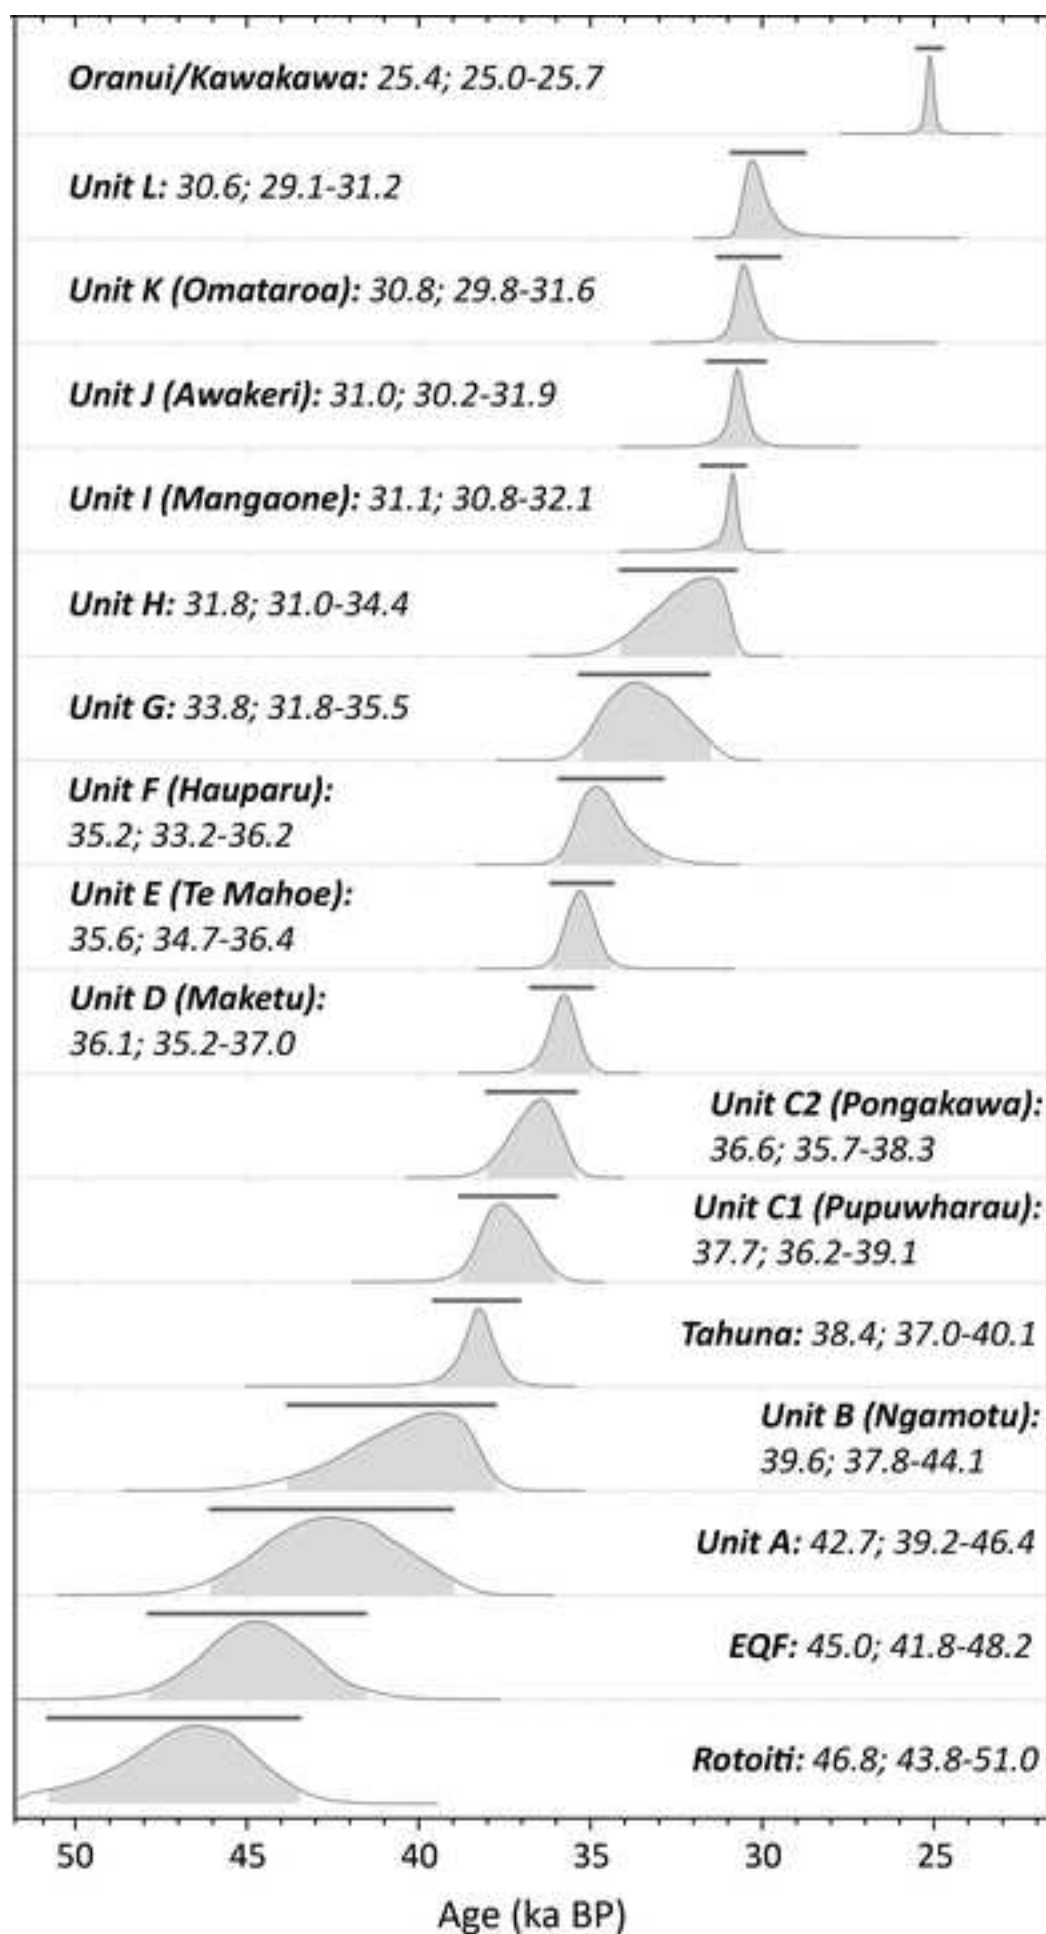 Oranui/Kawakawa: 25.4; 25.0-25.7
Unit L: 30.6; 29.1-31.2
Unit K (Omataroa): 30.8; 29.8-31.6
Unit J (Awakeri): 31.0; 30.2-31.9
Unit I (Mangaone): 31.1; 30.8-32.1
Unit H: 31.8; 31.0-34.4
Unit G: 33.8; 31.8-35.5
Unit F (Hauparu):
35.2; 33.2-36.2
Unit E (Te Mahoe):
35.6; 34.7-36.4
Unit D (Maketu):
36.1; 35.2-37.0
Unit C2 (Pongakawa):
36.6; 35.7-38.3
Unit C1 (Pupuwharau):
37.7; 36.2-39.1
Tahuna: 38.4; 37.0-40.1
Unit B (Ngamotu):
39.6; 37.8-44.1
Unit A: 42.7; 39.2-46.4
EQF: 45.0; 41.8-48.2
Rotoiti: 46.8; 43.8-51.0
50 45 40 35 30 25
Age (ka BP)